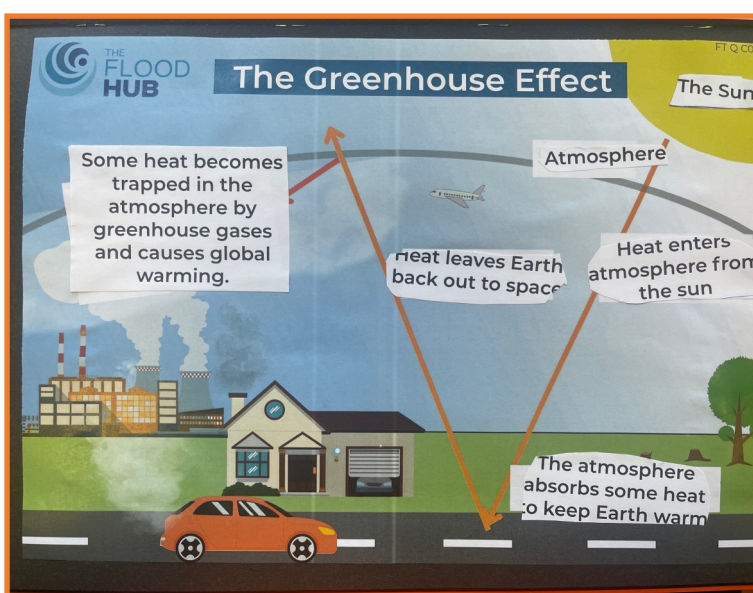 THE
FLOOD
HUB
The Greenhouse Effect
FT Q CO
The Sun
Atmosphere
Some heat becomes
trapped in the
atmosphere by
greenhouse gases
and causes global
warming.
Heat leaves Earth
back out to space
Heat enters
atmosphere from
the sun
The atmosphere
absorbs some heat
to keep Earth warm